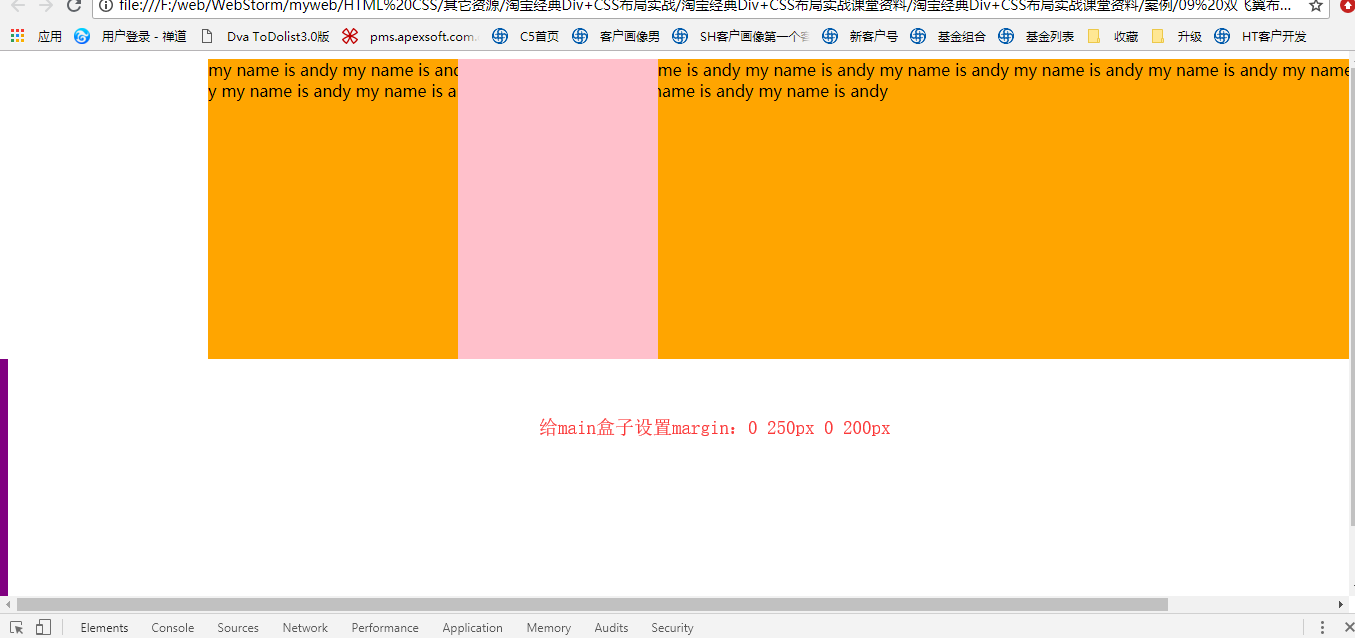 file:///F:/web/WebStorm/myweb/HTML%20CSS/其它资源/淘宝经典Div+CSS布局实战/淘宝经典Div+CSS布局实战课堂资料/淘宝经典Div+CSS布局实战课堂资料/案例/09%20双飞翼布...
应用 用户登录 - 禅道 Dva ToDolist3.0版 pms.apexsoft.com. C5首页 客户画像男 SH客户画像第一个 新客户号 基金组合 基金列表 收藏 升级 HT客户开发
my name is andy my name is and me is andy my name is andy my name is andy my name is andy my name is andy my name
y my name is andy my name is a name is andy my name is andy
给main盒子设置margin：0 250px 0 200px
Elements Console Sources Network Performance Application Memory Audits Security